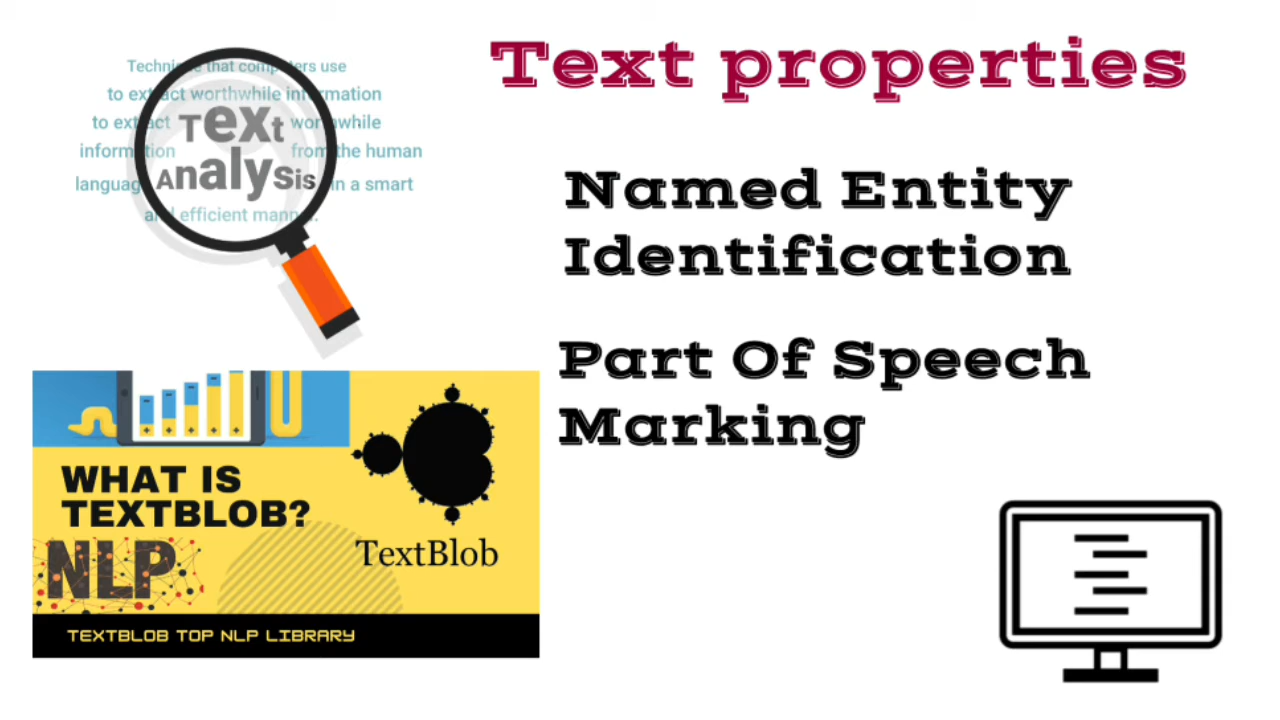 Text properties
Technique that computers use
to extract worthwhile information
to extract worthwhile
information from the human
language in a smart
and efficient manner.
Text
Analysis
Named Entity
Identification
Part Of Speech
Marking
WHAT IS
TEXTBLOB?
NLP
TextBlob
TEXTBLOB TOP NLP LIBRARY